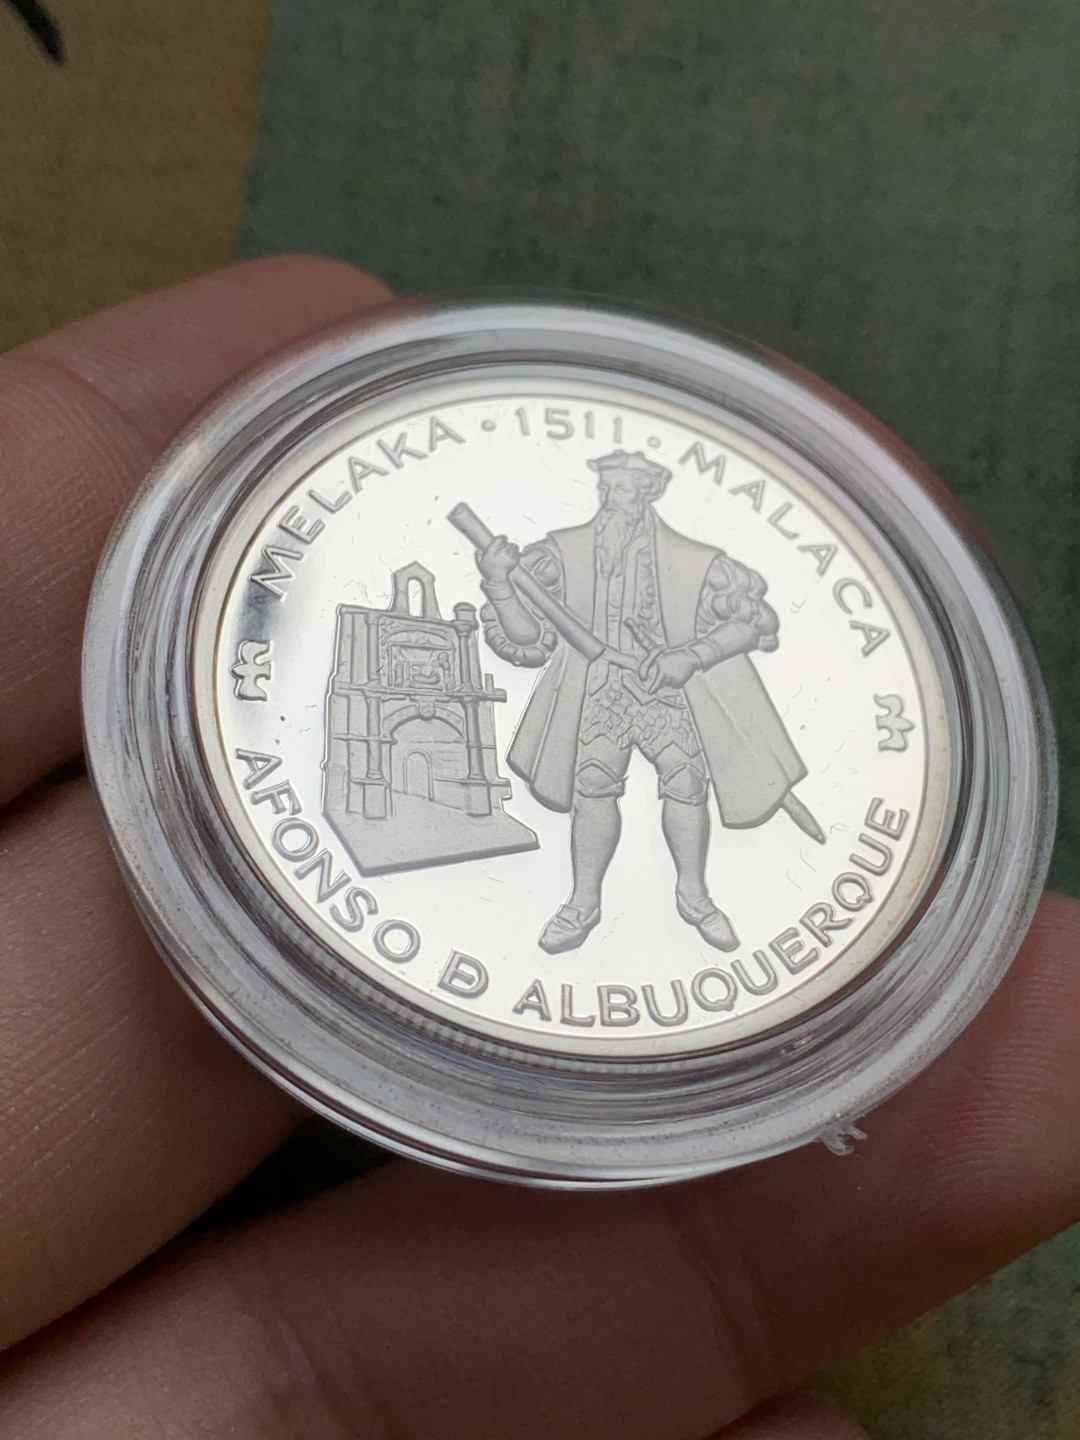 MELAKA · 1511 · MALACA
AFONSO Đ ALBUQUERQUE